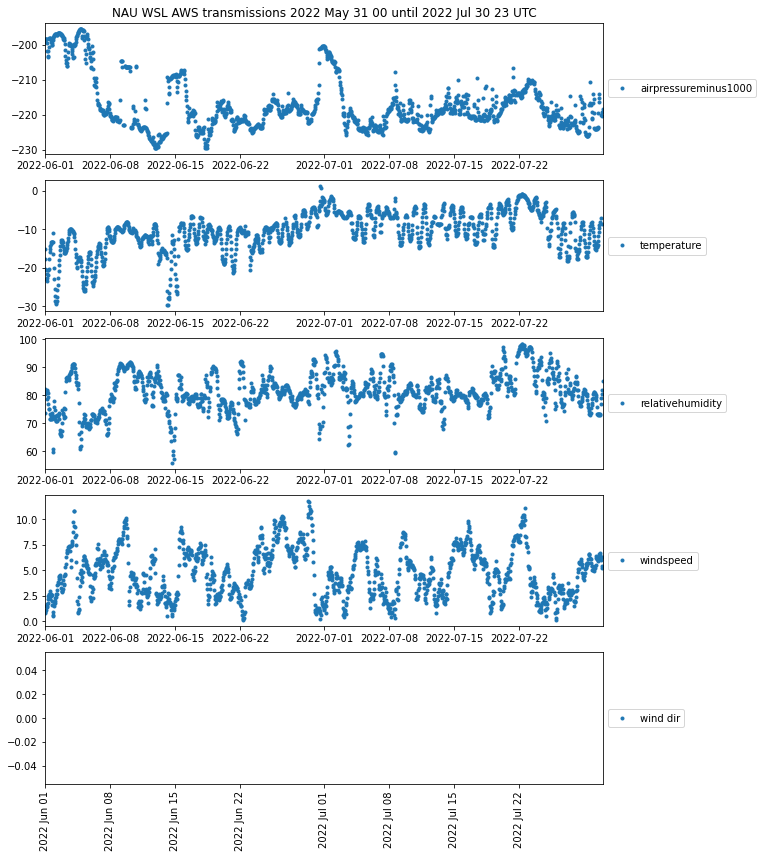 NAU WSL AWS transmissions 2022 May 31 00 until 2022 Jul 30 23 UTC
−200
−210
−220
−230
2022-06-01 2022-06-08 2022-06-15 2022-06-22 2022-07-01 2022-07-08 2022-07-15 2022-07-22
airpressureminus1000
0
−10
−20
−30
2022-06-01 2022-06-08 2022-06-15 2022-06-22 2022-07-01 2022-07-08 2022-07-15 2022-07-22
temperature
100
90
80
70
60
2022-06-01 2022-06-08 2022-06-15 2022-06-22 2022-07-01 2022-07-08 2022-07-15 2022-07-22
relativehumidity
10.0
7.5
5.0
2.5
0.0
2022-06-01 2022-06-08 2022-06-15 2022-06-22 2022-07-01 2022-07-08 2022-07-15 2022-07-22
windspeed
0.04
0.02
0.00
−0.02
−0.04
wind dir
2022 Jun 01
2022 Jun 08
2022 Jun 15
2022 Jun 22
2022 Jul 01
2022 Jul 08
2022 Jul 15
2022 Jul 22